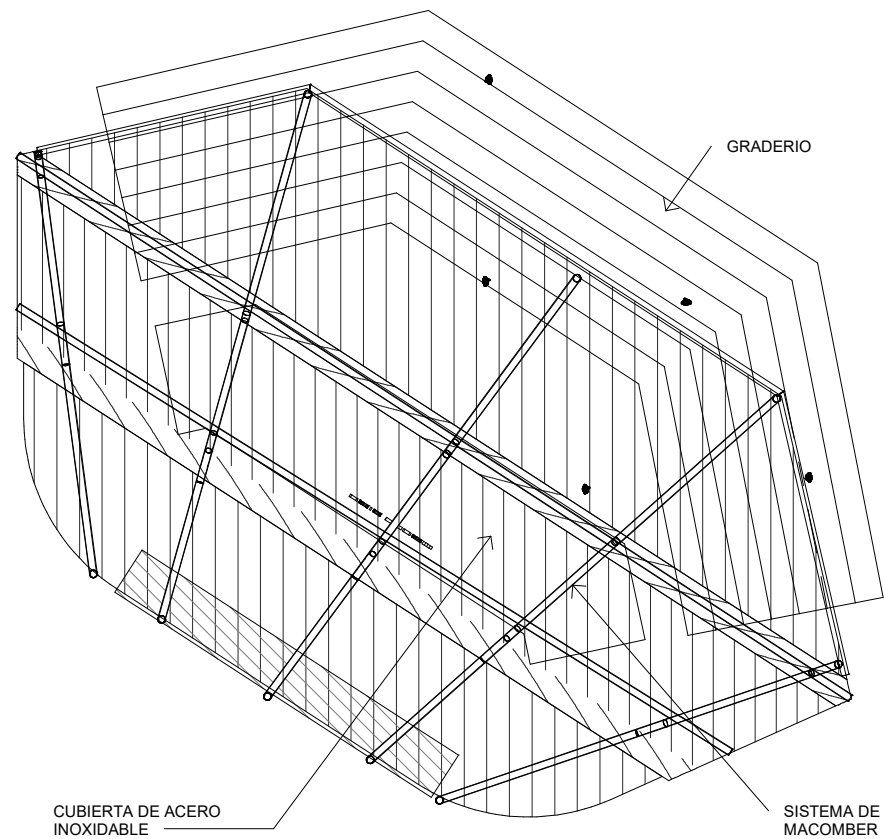 GRADERIO
CUBIERTA DE ACERO
INOXIDABLE
SISTEMA DE
MACOMBER